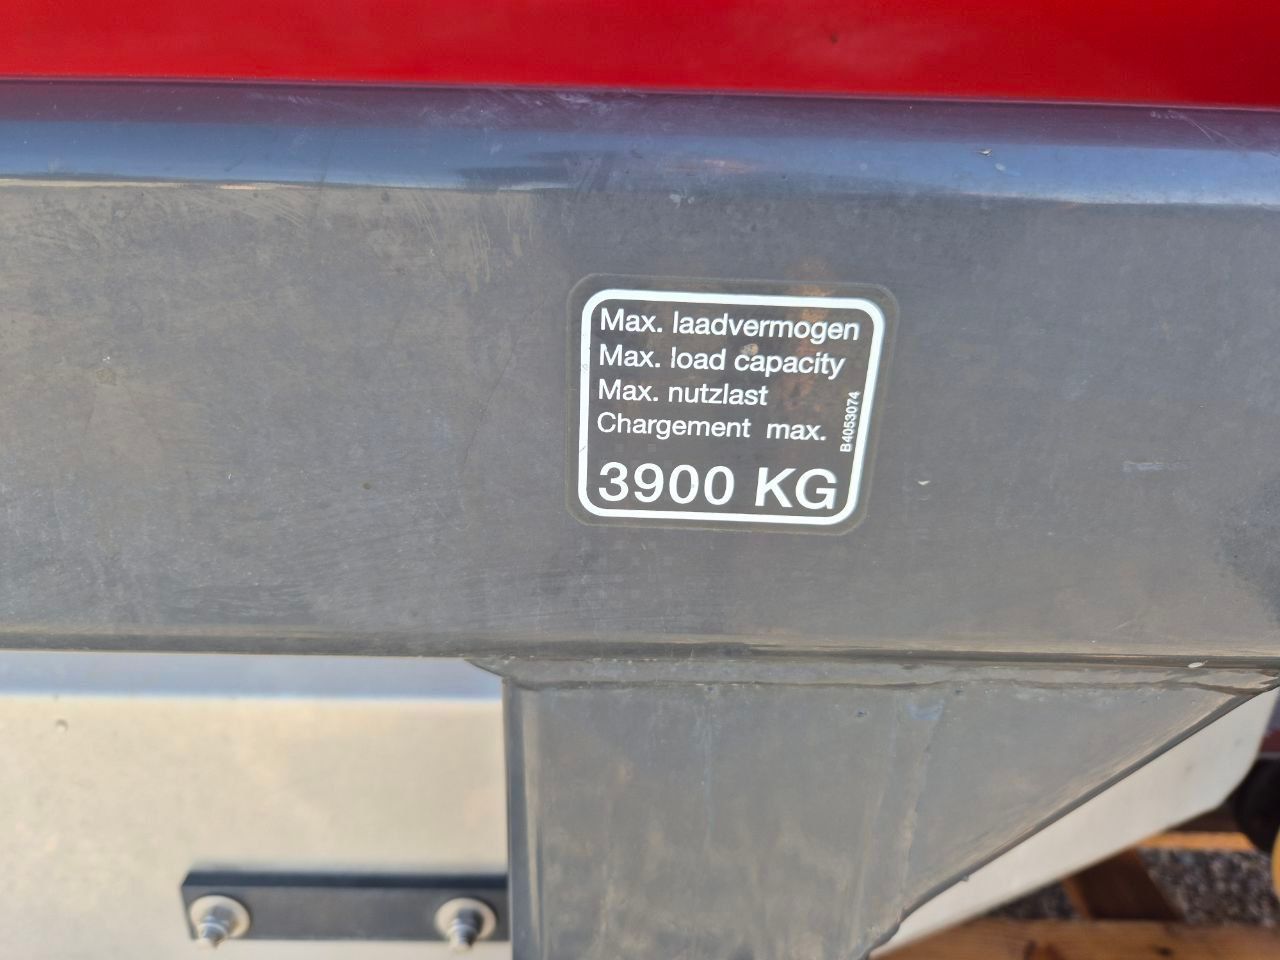 Max. laadvermogen
Max. load capacity
Max. nutzlast
Chargement max.
3900 KG
B4053074